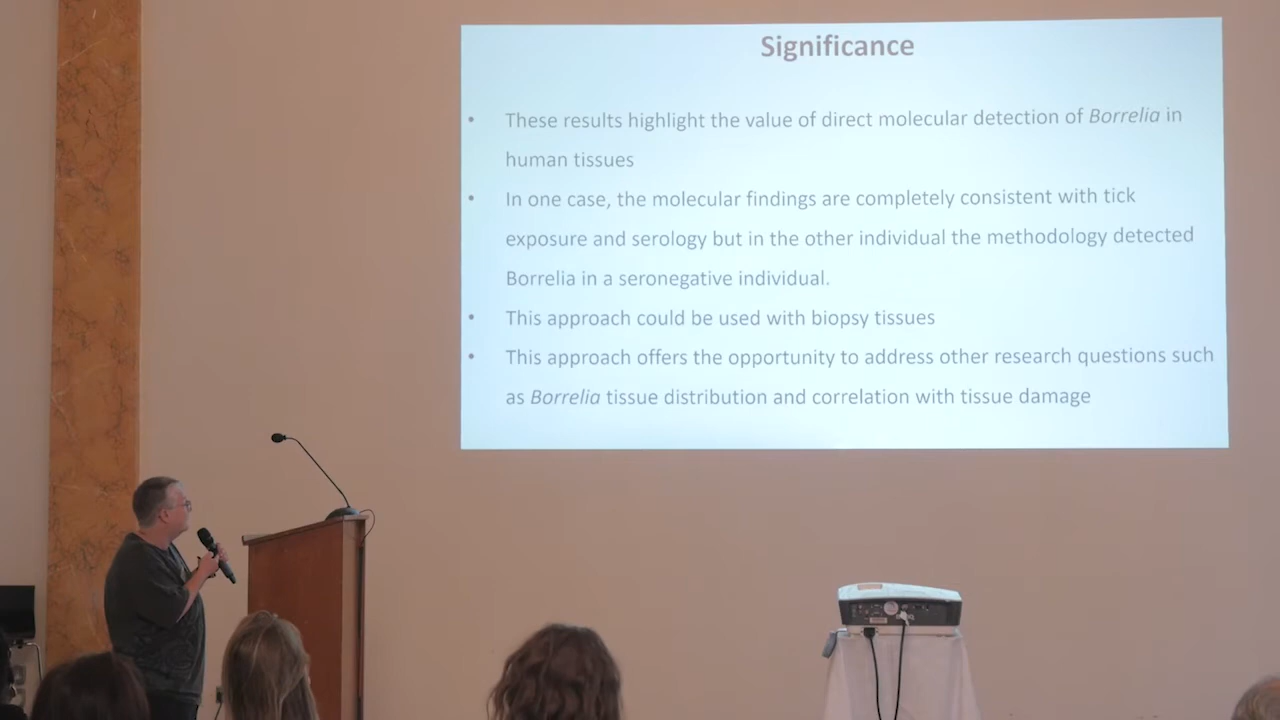 Significance
• These results highlight the value of direct molecular detection of Borrelia in
human tissues
• In one case, the molecular findings are completely consistent with tick
exposure and serology but in the other individual the methodology detected
Borrelia in a seronegative individual.
• This approach could be used with biopsy tissues
• This approach offers the opportunity to address other research questions such
as Borrelia tissue distribution and correlation with tissue damage